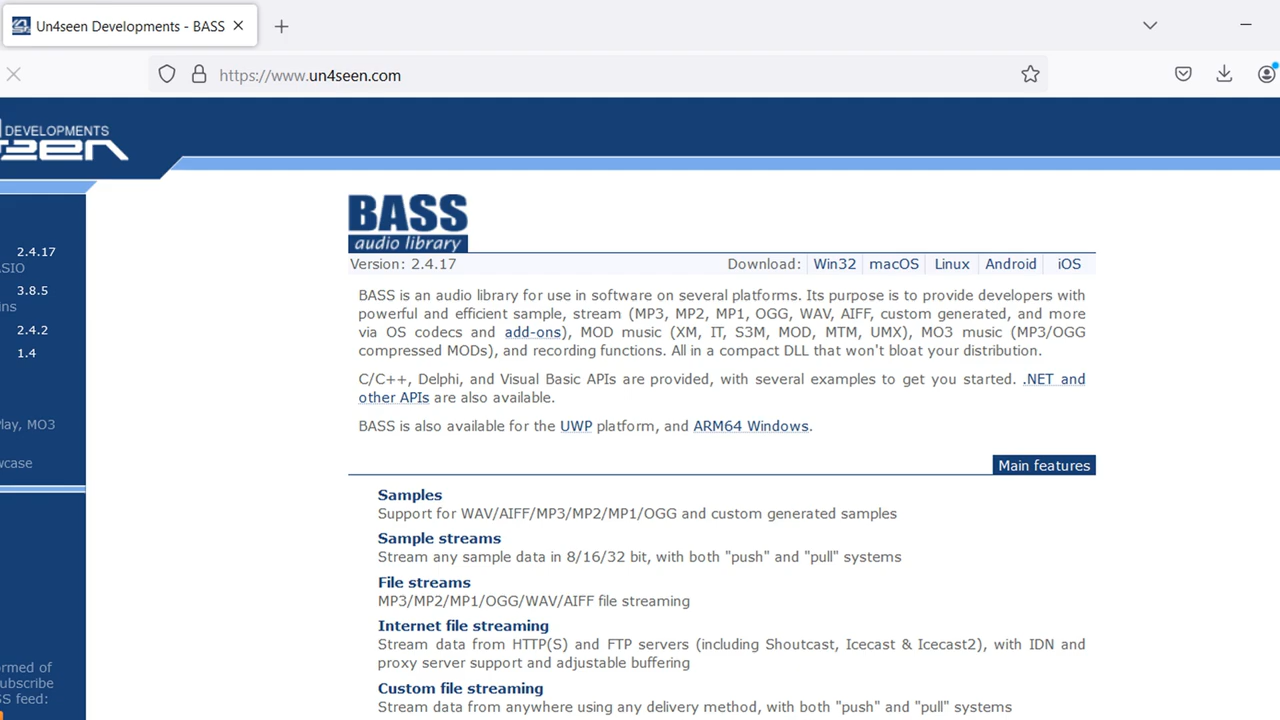 Un4seen Developments - BASS
https://www.un4seen.com
DEVELOPMENTS
2.4.17
3.8.5
2.4.2
1.4
MO3
BASS
audio library
Version: 2.4.17
Download: Win32 macOS Linux Android iOS
BASS is an audio library for use in software on several platforms. Its purpose is to provide developers with
powerful and efficient sample, stream (MP3, MP2, MP1, OGG, WAV, AIFF, custom generated, and more
via OS codecs and add-ons), MOD music (XM, IT, S3M, MOD, MTM, UMX), MO3 music (MP3/OGG
compressed MODs), and recording functions. All in a compact DLL that won't bloat your distribution.
C/C++, Delphi, and Visual Basic APIs are provided, with several examples to get you started. .NET and
other APIs are also available.
BASS is also available for the UWP platform, and ARM64 Windows.
Main features
Samples
Support for WAV/AIFF/MP3/MP2/MP1/OGG and custom generated samples
Sample streams
Stream any sample data in 8/16/32 bit, with both "push" and "pull" systems
File streams
MP3/MP2/MP1/OGG/WAV/AIFF file streaming
Internet file streaming
Stream data from HTTP(S) and FTP servers (including Shoutcast, Icecast & Icecast2), with IDN and
proxy server support and adjustable buffering
Custom file streaming
Stream data from anywhere using any delivery method, with both "push" and "pull" systems
of
feed: